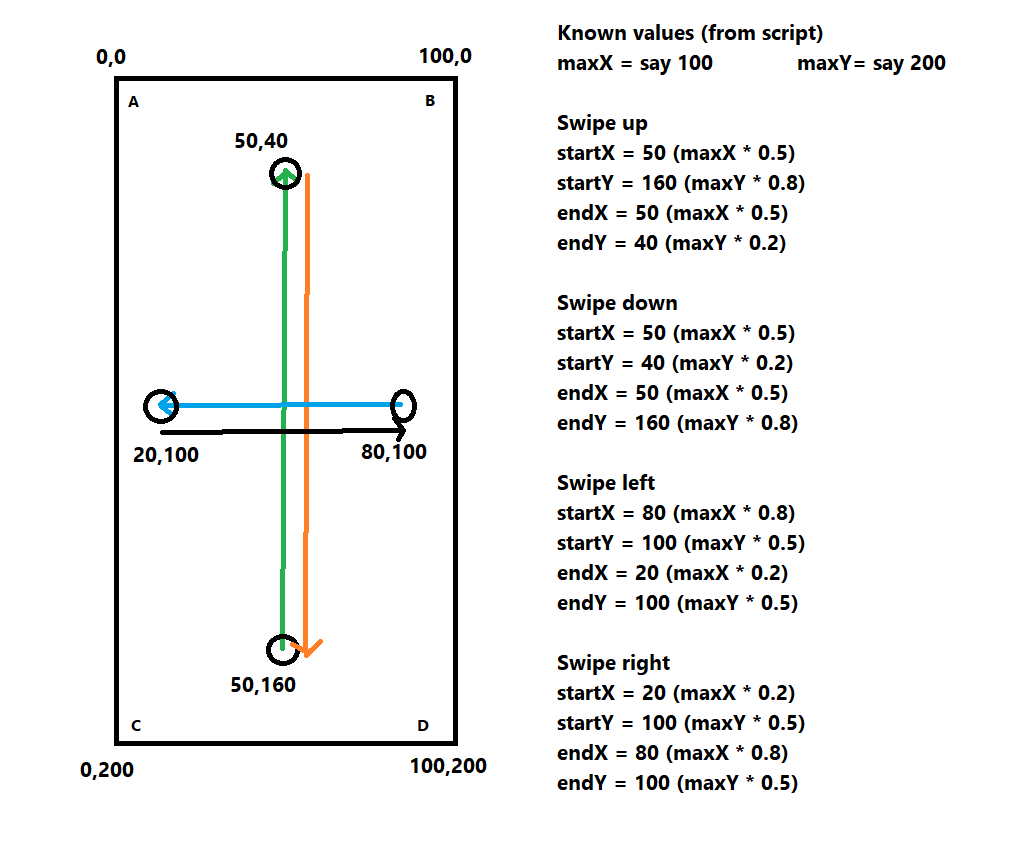 0,0
100,0
A
B
50,40
20,100
80,100
50,160
C
D
0,200
100,200
Known values (from script)
maxX = say 100 maxY= say 200
Swipe up
startX = 50 (maxX * 0.5)
startY = 160 (maxY * 0.8)
endX = 50 (maxX * 0.5)
endY = 40 (maxY * 0.2)
Swipe down
startX = 50 (maxX * 0.5)
startY = 40 (maxY * 0.2)
endX = 50 (maxX * 0.5)
endY = 160 (maxY * 0.8)
Swipe left
startX = 80 (maxX * 0.8)
startY = 100 (maxY * 0.5)
endX = 20 (maxX * 0.2)
endY = 100 (maxY * 0.5)
Swipe right
startX = 20 (maxX * 0.2)
startY = 100 (maxY * 0.5)
endX = 80 (maxX * 0.8)
endY = 100 (maxY * 0.5)